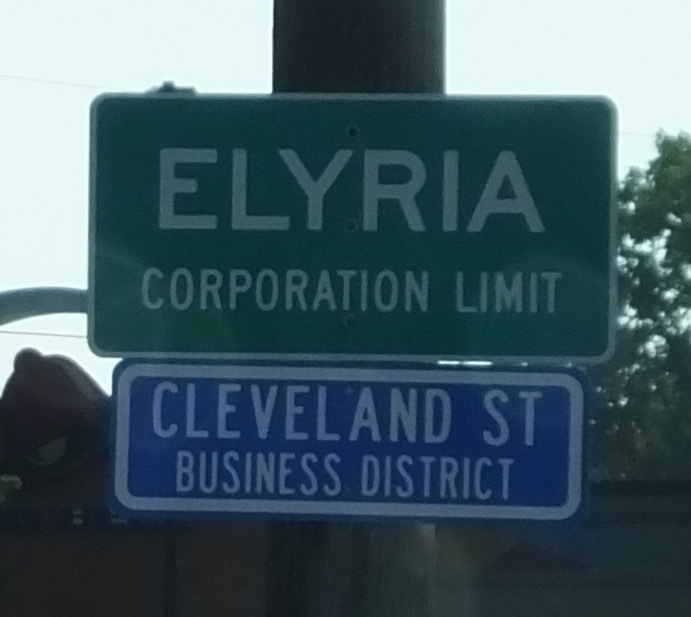 ELYRIA
CORPORATION LIMIT
CLEVELAND ST
BUSINESS DISTRICT